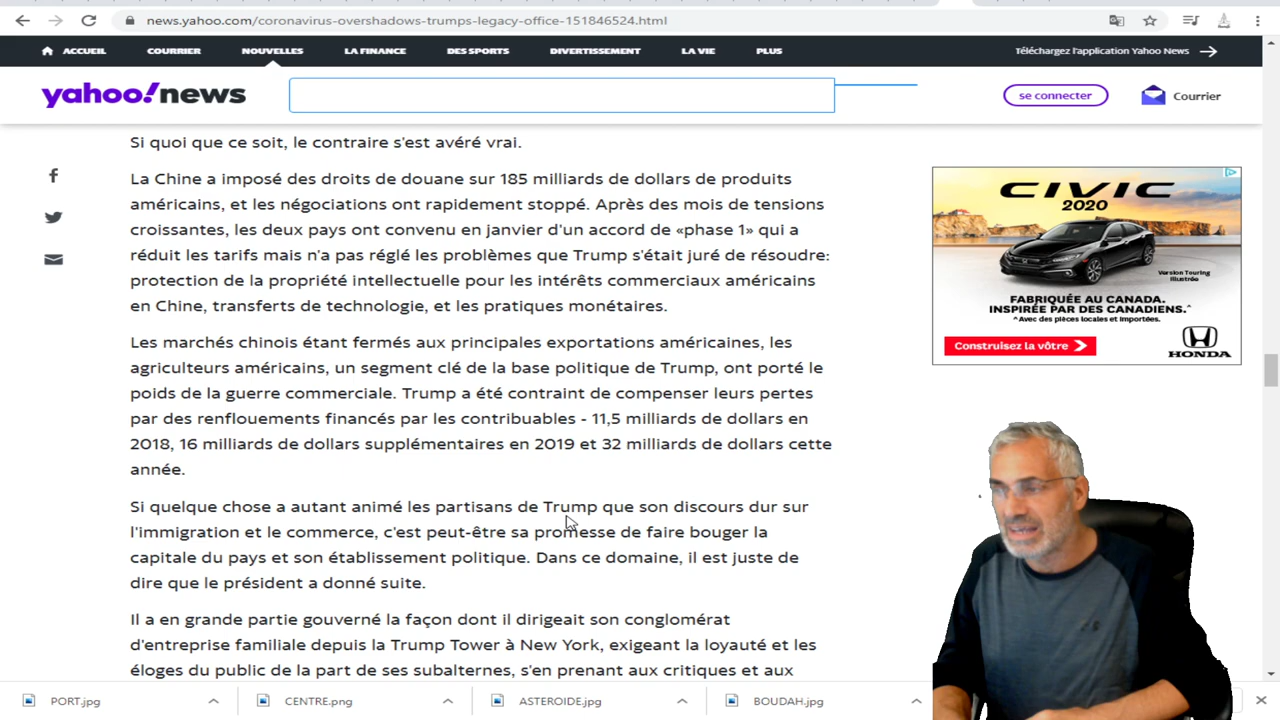 news.yahoo.com/coronavirus-overshadows-trumps-legacy-office-151846524.html
ACCUEIL COURRIER NOUVELLES LA FINANCE DES SPORTS DIVERTISSEMENT LA VIE PLUS Téléchargez l'application Yahoo News
yahoo!news se connecter Courrier
Si quoi que ce soit, le contraire s'est avéré vrai.
La Chine a imposé des droits de douane sur 185 milliards de dollars de produits
américains, et les négociations ont rapidement stoppé. Après des mois de tensions
croissantes, les deux pays ont convenu en janvier d'un accord de «phase 1» qui a
réduit les tarifs mais n'a pas réglé les problèmes que Trump s'était juré de résoudre:
protection de la propriété intellectuelle pour les intérêts commerciaux américains
en Chine, transferts de technologie, et les pratiques monétaires.
Les marchés chinois étant fermés aux principales exportations américaines, les
agriculteurs américains, un segment clé de la base politique de Trump, ont porté le
poids de la guerre commerciale. Trump a été contraint de compenser leurs pertes
par des renflouements financés par les contribuables - 11,5 milliards de dollars en
2018, 16 milliards de dollars supplémentaires en 2019 et 32 milliards de dollars cette
année.
Si quelque chose a autant animé les partisans de Trump que son discours dur sur
l'immigration et le commerce, c'est peut-être sa promesse de faire bouger la
capitale du pays et son établissement politique. Dans ce domaine, il est juste de
dire que le président a donné suite.
Il a en grande partie gouverné la façon dont il dirigeait son conglomérat
d'entreprise familiale depuis la Trump Tower à New York, exigeant la loyauté et les
éloges du public de la part de ses subalternes, s'en prenant aux critiques et aux
CIVIC
2020
Version Touring
illustrée
FABRIQUÉE AU CANADA.
INSPIRÉE PAR DES CANADIENS.^
^Avec des pièces locales et importées.
Construisez la vôtre
HONDA
PORT.jpg CENTRE.png ASTEROIDE.jpg BOUDAH.jpg